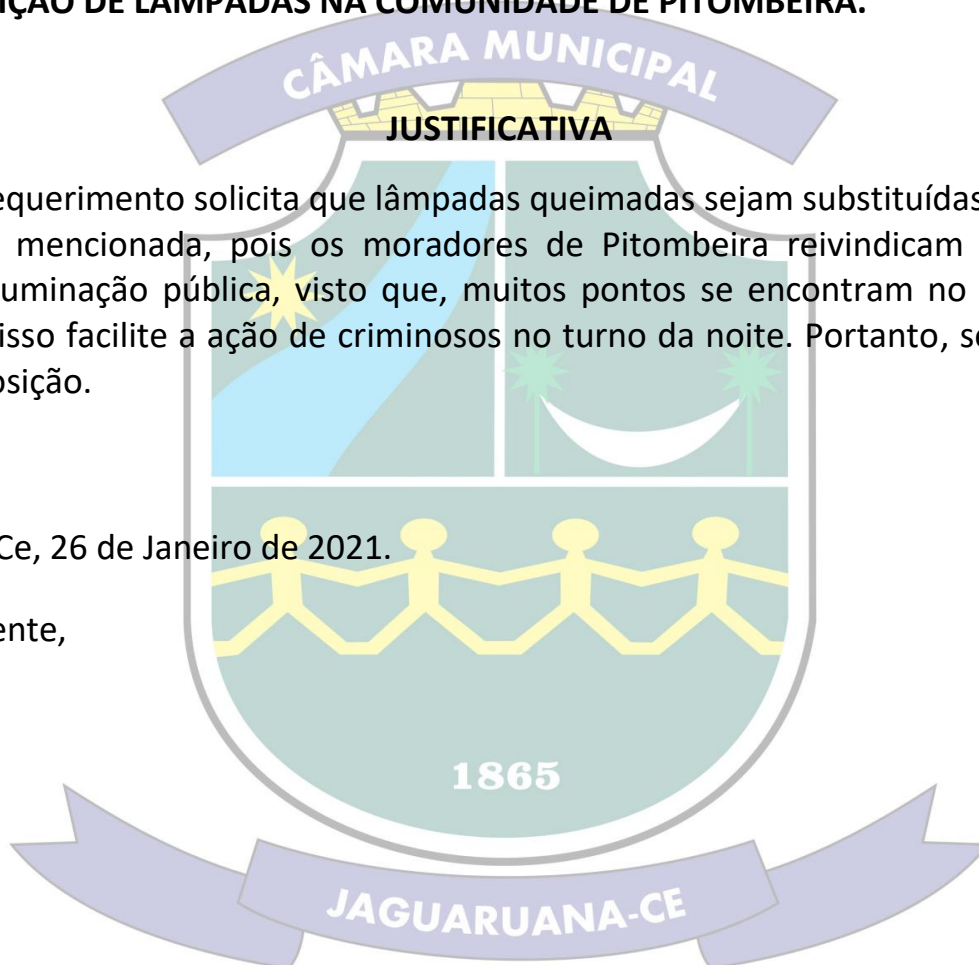 IÇÃO DE LÂMPADAS NA COMUNIDADE DE PITOMBEIRA.
CÂMARA MUNICIPAL
JUSTIFICATIVA
equerimento solicita que lâmpadas queimadas sejam substituídas
mencionada, pois os moradores de Pitombeira reivindicam
uminação pública, visto que, muitos pontos se encontram no
isso facilite a ação de criminosos no turno da noite. Portanto, s
osição.
Ce, 26 de Janeiro de 2021.
ente,
1865
JAGUARUANA-CE